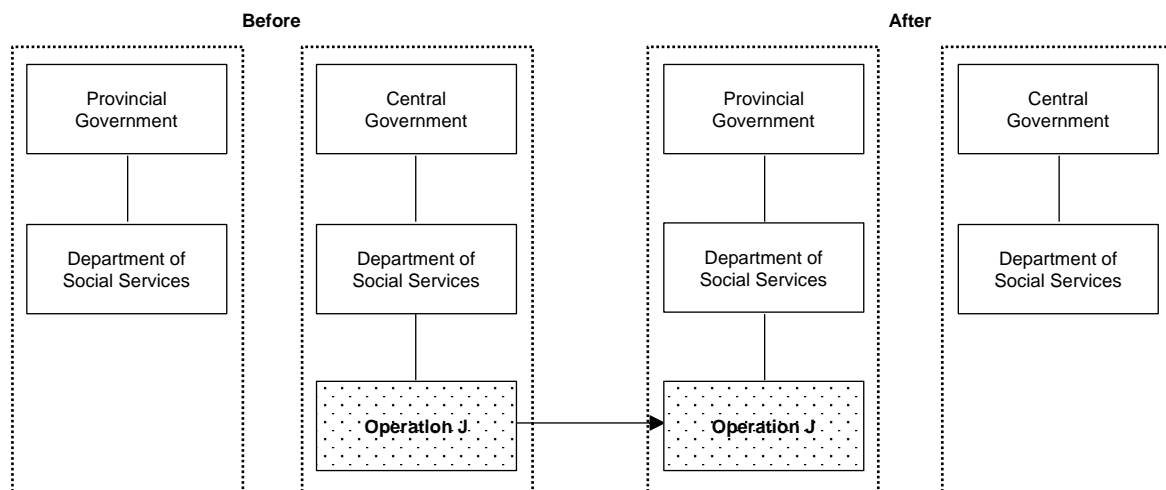 Before
After
Provincial
Government
Central
Government
Provincial
Government
Central
Government
Department of
Social Services
Department of
Social Services
Department of
Social Services
Department of
Social Services
Operation J
Operation J